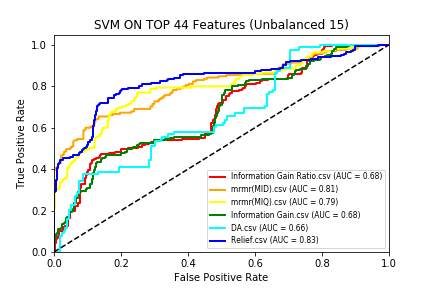 SVM ON TOP 44 Features (Unbalanced 15)
True Positive Rate
1.0
0.8
0.6
0.4
0.2
0.0
Information Gain Ratio.csv (AUC = 0.68)
mrmr(MID).csv (AUC = 0.81)
mrmr(MIQ).csv (AUC = 0.79)
Information Gain.csv (AUC = 0.68)
DA.csv (AUC = 0.66)
Relief.csv (AUC = 0.83)
0.0 0.2 0.4 0.6 0.8 1.0
False Positive Rate